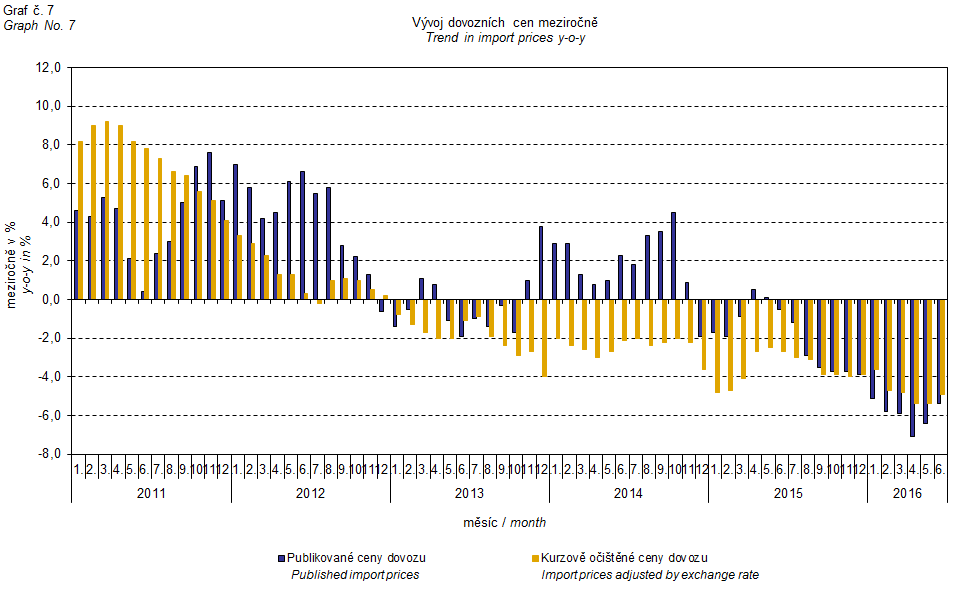 Graf č. 7
Graph No. 7
Vývoj dovozních cen meziročně
Trend in import prices y-o-y
meziročně v %
y-o-y in %
12,0
10,0
8,0
6,0
4,0
2,0
0,0
-2,0
-4,0
-6,0
-8,0
1. 2. 3. 4. 5. 6. 7. 8. 9. 10 11 12 1. 2. 3. 4. 5. 6. 7. 8. 9. 10 11 12 1. 2. 3. 4. 5. 6. 7. 8. 9. 10 11 12 1. 2. 3. 4. 5. 6. 7. 8. 9. 10 11 12 1. 2. 3. 4. 5. 6. 7. 8. 9. 10 11 12 1. 2. 3. 4. 5. 6.
2011 2012 2013 2014 2015 2016
měsíc / month
Publikované ceny dovozu Kurzově očištěné ceny dovozu
Published import prices Import prices adjusted by exchange rate